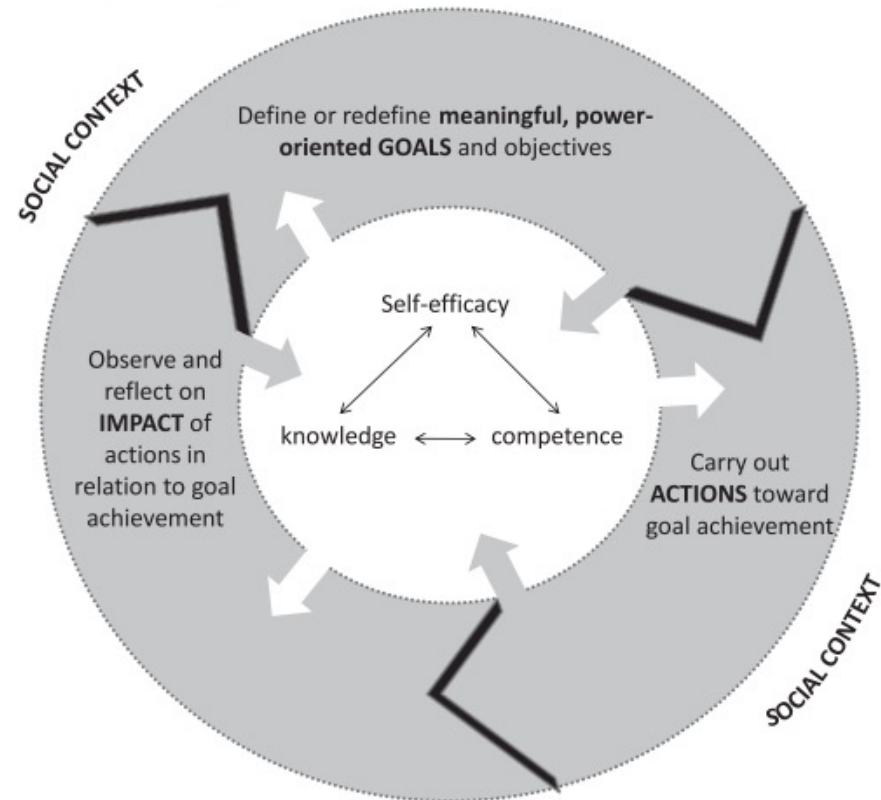 SOCIAL CONTEXT
Define or redefine meaningful, power-
oriented GOALS and objectives
Self-efficacy
knowledge
competence
Observe and
reflect on
IMPACT of
actions in
relation to goal
achievement
Carry out
ACTIONS toward
goal achievement
SOCIAL CONTEXT